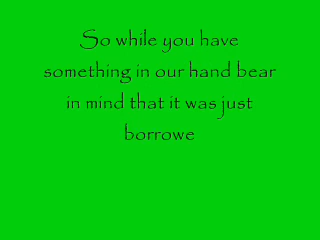 So while you have
something in our hand bear
in mind that it was just
borrowe